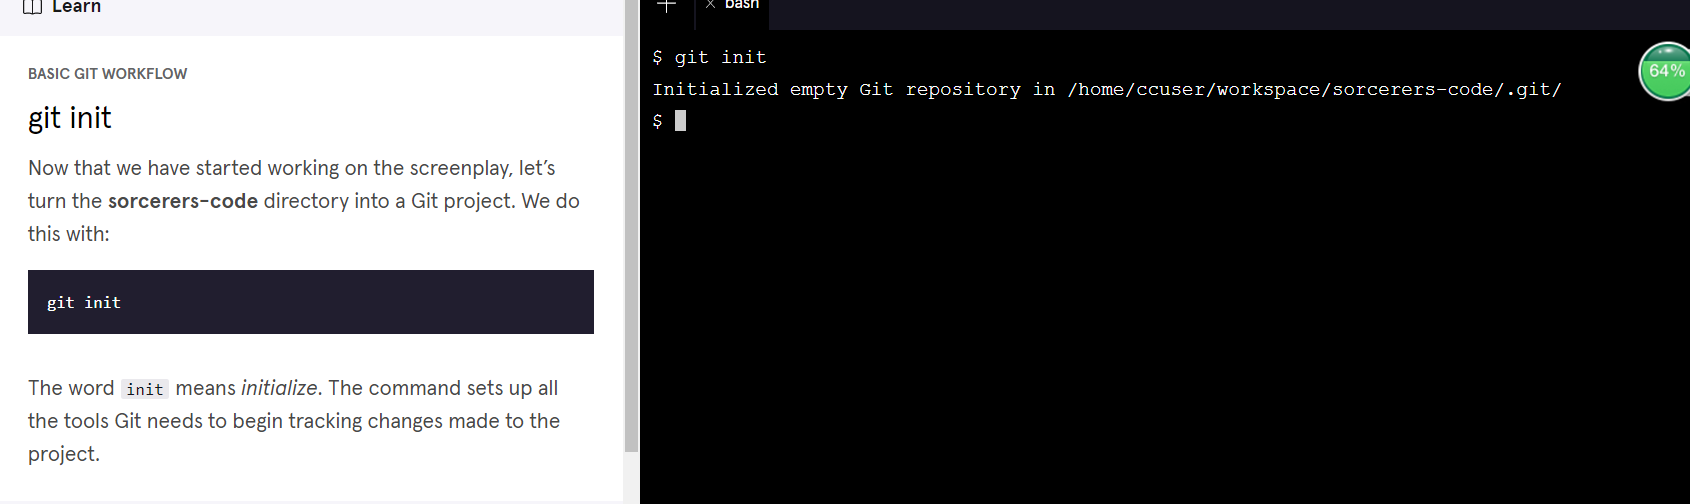 Learn
BASIC GIT WORKFLOW
git init
Now that we have started working on the screenplay, let's
turn the sorcerers-code directory into a Git project. We do
this with:
git init
The word init means initialize. The command sets up all
the tools Git needs to begin tracking changes made to the
project.
+ × bash
$ git init
Initialized empty Git repository in /home/ccuser/workspace/sorcerers-code/.git/
$
64%